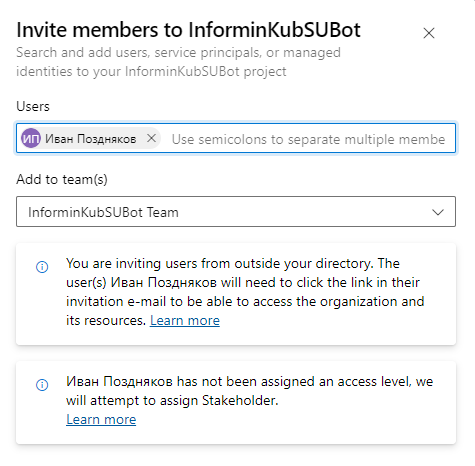 Invite members to InforminKubSUBot
Search and add users, service principals, or managed
identities to your InforminKubSUBot project
Users
ИП Иван Поздняков Use semicolons to separate multiple membe
Add to team(s)
InforminKubSUBot Team
You are inviting users from outside your directory. The
user(s) Иван Поздняков will need to click the link in their
invitation e-mail to be able to access the organization and
its resources. Learn more
Иван Поздняков has not been assigned an access level, we
will attempt to assign Stakeholder.
Learn more